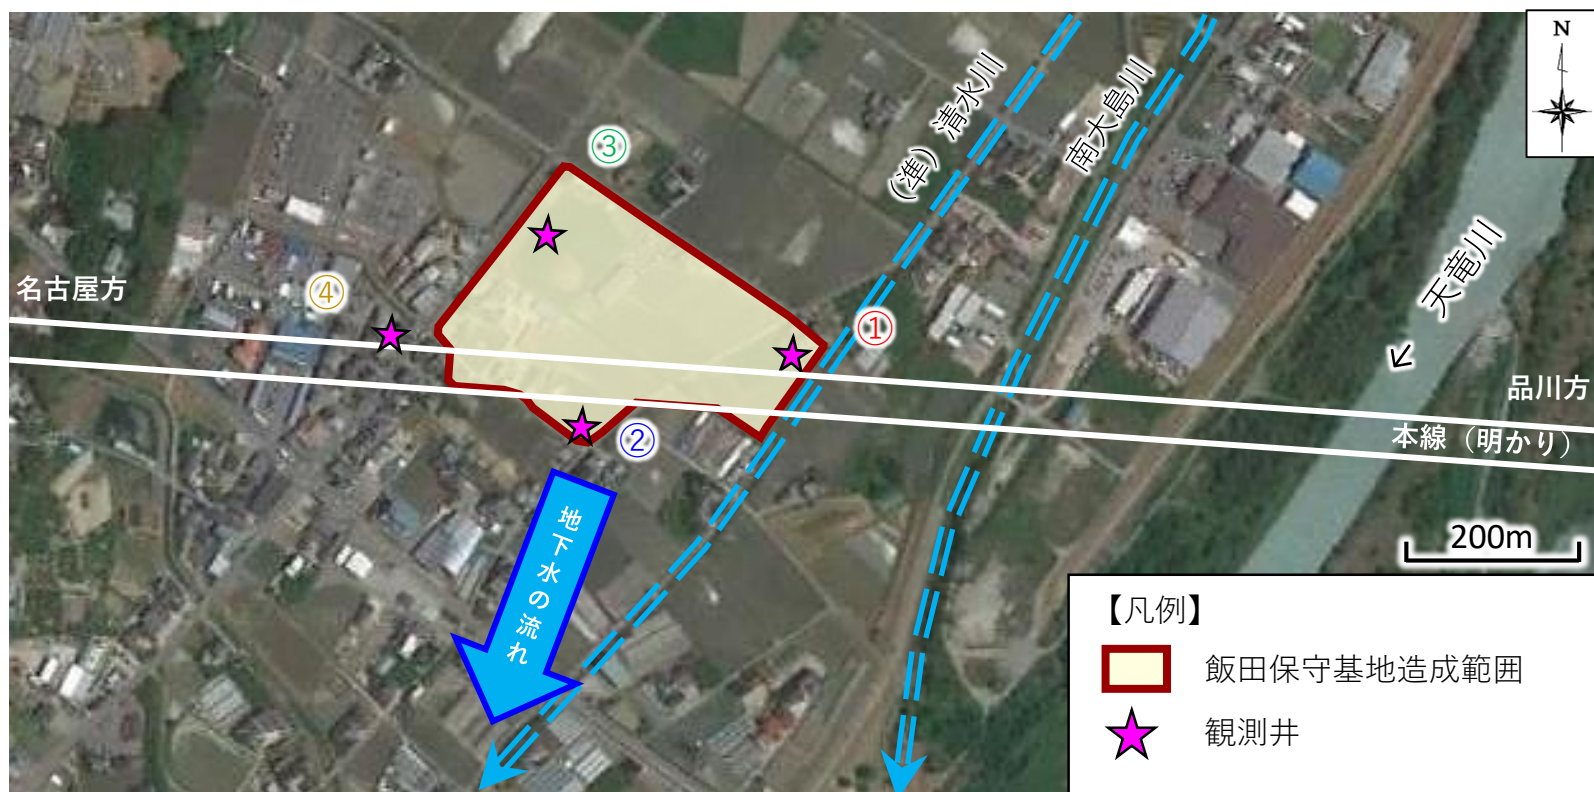 N
(準) 清水川
南大島川
③
天竜川
名古屋方
④
①
品川方
②
本線（明かり）
地下水の流れ
200m
【凡例】
飯田保守基地造成範囲
観測井